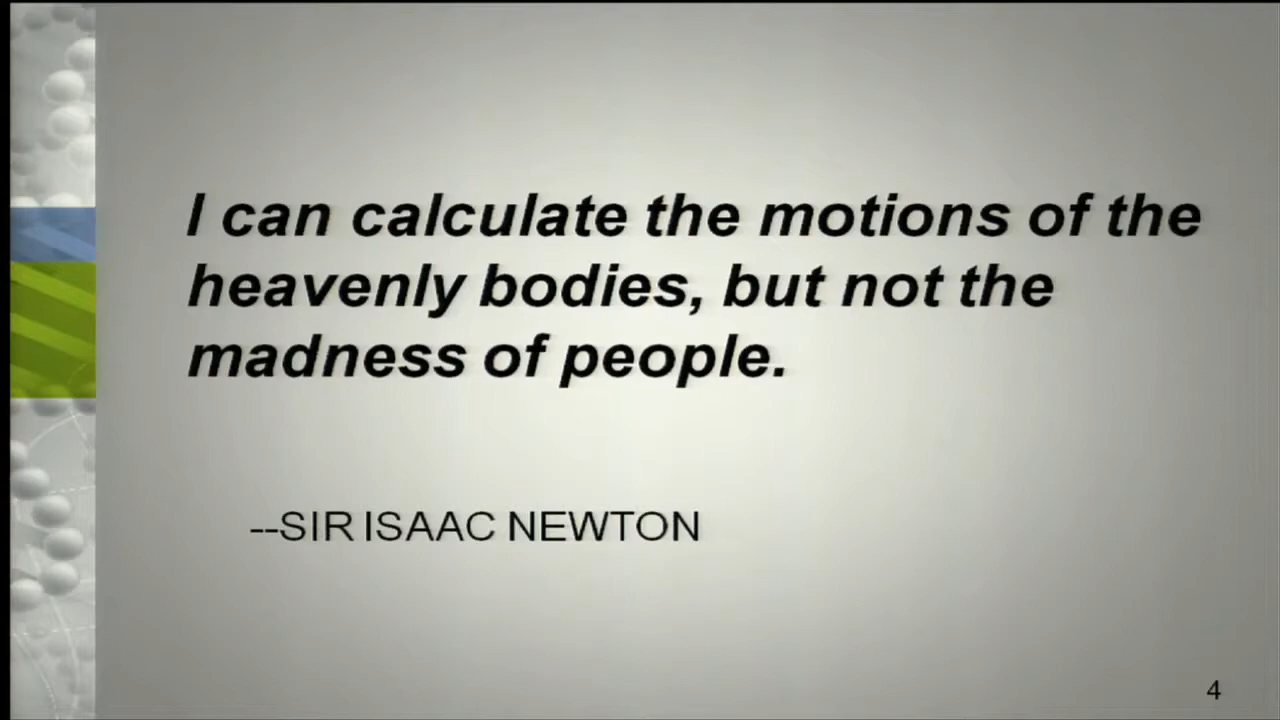 I can calculate the motions of the
heavenly bodies, but not the
madness of people.
--SIR ISAAC NEWTON
4